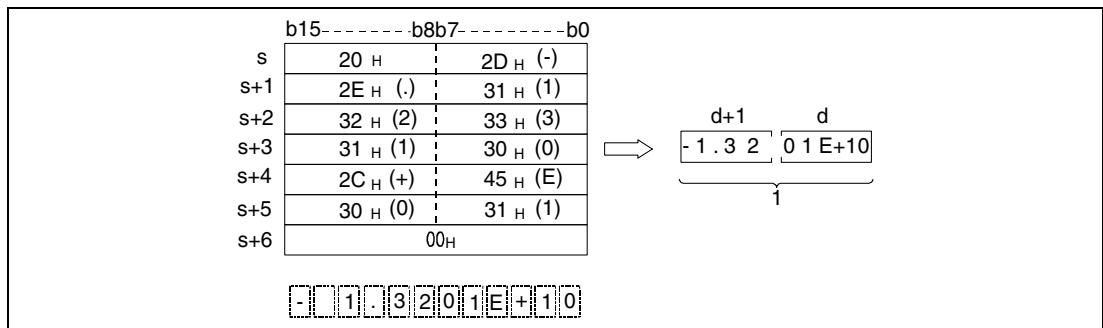 b15--------b8b7---------b0
s 20 H 2D H (-)
s+1 2E H (.) 31 H (1)
s+2 32 H (2) 33 H (3)
s+3 31 H (1) 30 H (0)
s+4 2C H (+) 45 H (E)
s+5 30 H (0) 31 H (1)
s+6 00H
d+1 d
-1.3 2 0 1 E+10
1
- 1 . 3 2 0 1 E + 1 0